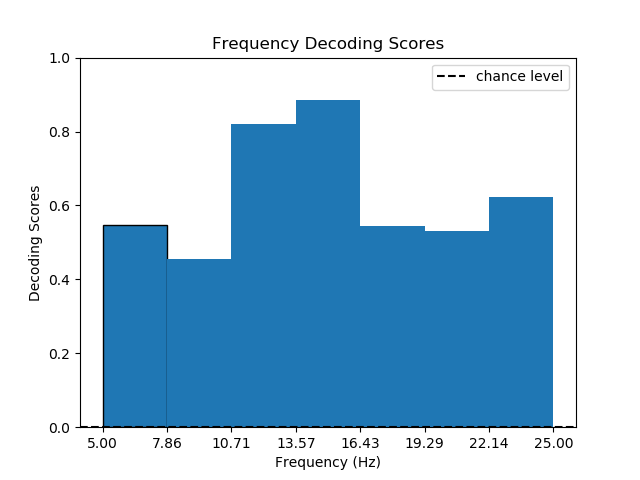 Frequency Decoding Scores
chance level
Decoding Scores
1.0
0.8
0.6
0.4
0.2
0.0
5.00 7.86 10.71 13.57 16.43 19.29 22.14 25.00
Frequency (Hz)